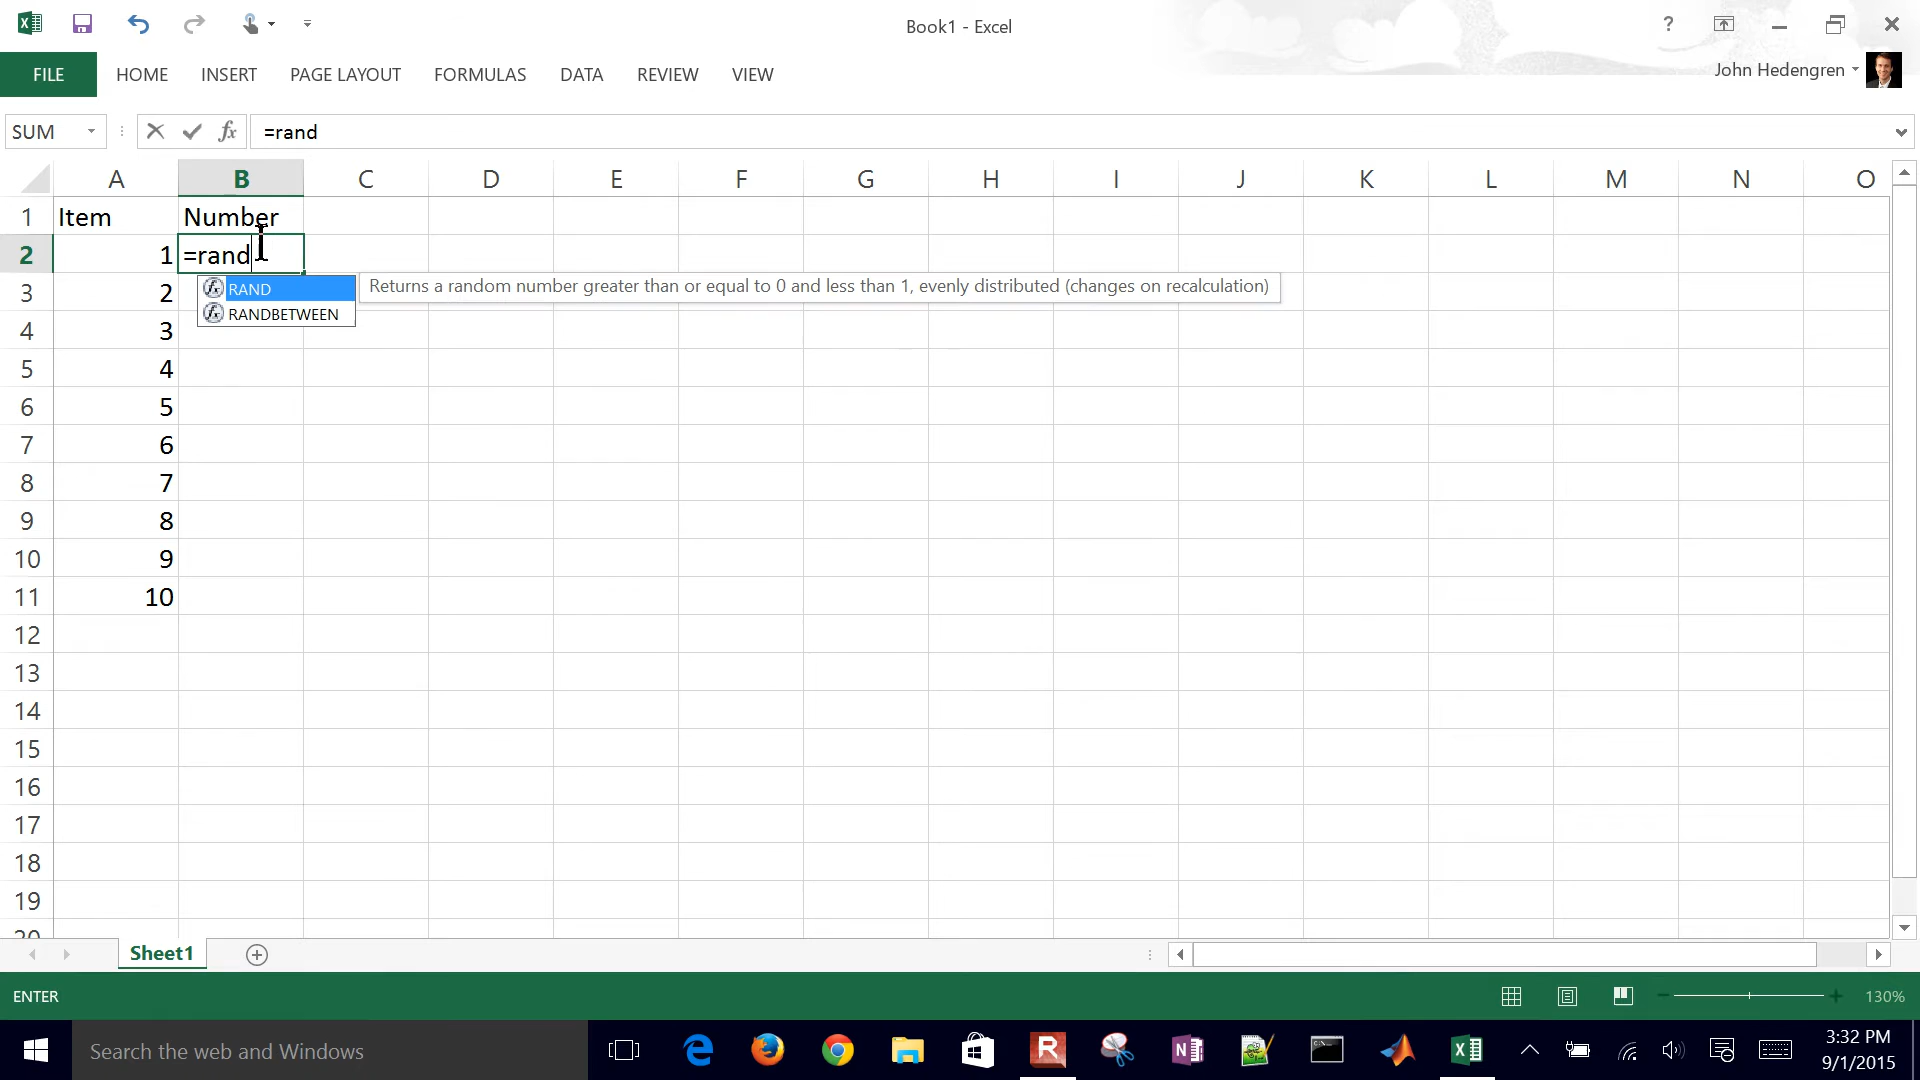 Book1 - Excel
?
FILE HOME INSERT PAGE LAYOUT FORMULAS DATA REVIEW VIEW
John Hedengren
SUM fx =rand
A B C D E F G H I J K L M N O
1 Item Number
2 1 =rand
RAND Returns a random number greater than or equal to 0 and less than 1, evenly distributed (changes on recalculation)
3 2
RANDBETWEEN
4 3
5 4
6 5
7 6
8 7
9 8
10 9
11 10
12
13
14
15
16
17
18
19
20
Sheet1
ENTER
130%
Search the web and Windows
3:32 PM
9/1/2015